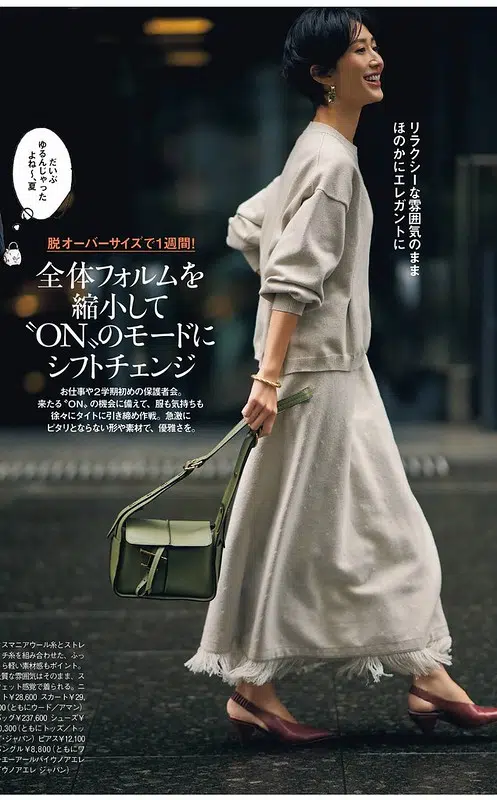 リラクシーな雰囲気のまま
ほのかにエレガントに
だいぶ
ゆるんじゃった
よね〜、夏
脱オーバーサイズで1週間!
全体フォルムを
縮小して
〝ON〟のモードに
シフトチェンジ
お仕事や2学期初めの保護者会。
来たる〝ON〟の機会に備えて、服も気持ちも
徐々にタイトに引き締め作戦。急激に
ピタリとならない形や素材で、優雅さを。
スマニアウール糸とストレ
チ糸を組み合わせた、ふっ
ら軽い素材感もポイント。
質な雰囲気はそのまま、ス
ェット感覚で着られる。ニ
ト¥28,600 スカート¥29,
00(ともにウード/アマン)
ッグ¥237,600 シューズ¥
0,300(ともにトッズ/トッ
・ジャパン) ピアス¥12,100
ングル¥8,800(ともにワ
エーアールバイウノアエレ
ウノアエレ ジャパン)